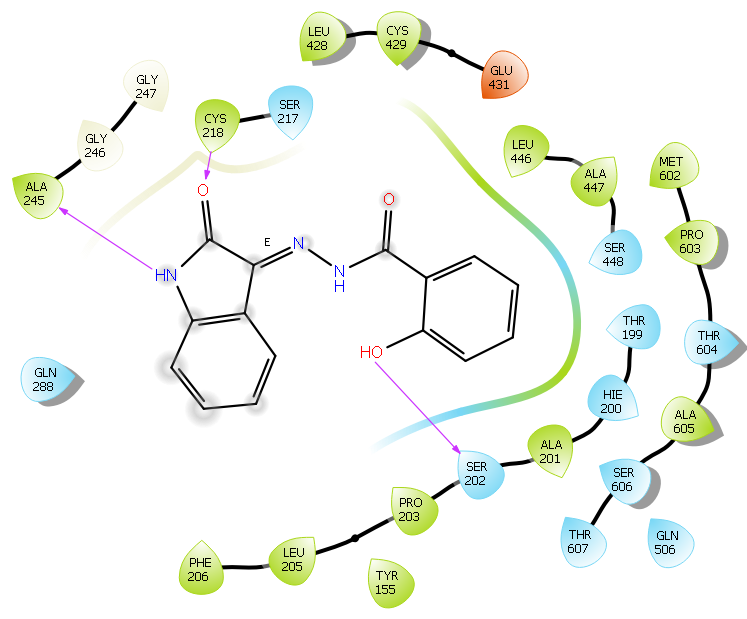 LEU
428
CYS
429
GLU
431
GLY
247
SER
217
CYS
218
GLY
246
LEU
446
MET
602
ALA
447
ALA
245
O
O
PRO
603
E
N
SER
448
HN
N
H
THR
199
THR
604
HO
GLN
288
HIE
200
ALA
605
ALA
201
SER
202
SER
606
PRO
203
THR
607
GLN
506
LEU
205
PHE
206
TYR
155